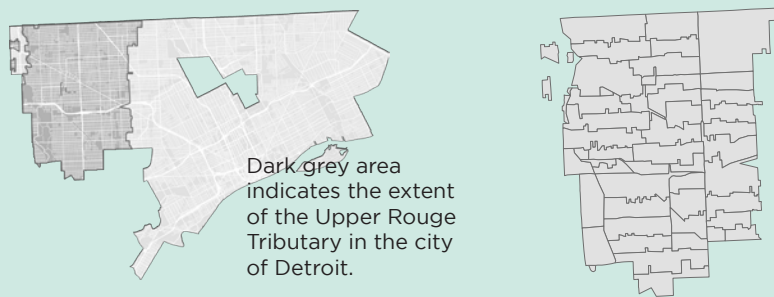 Dark grey area
indicates the extent
of the Upper Rouge
Tributary in the city
of Detroit.